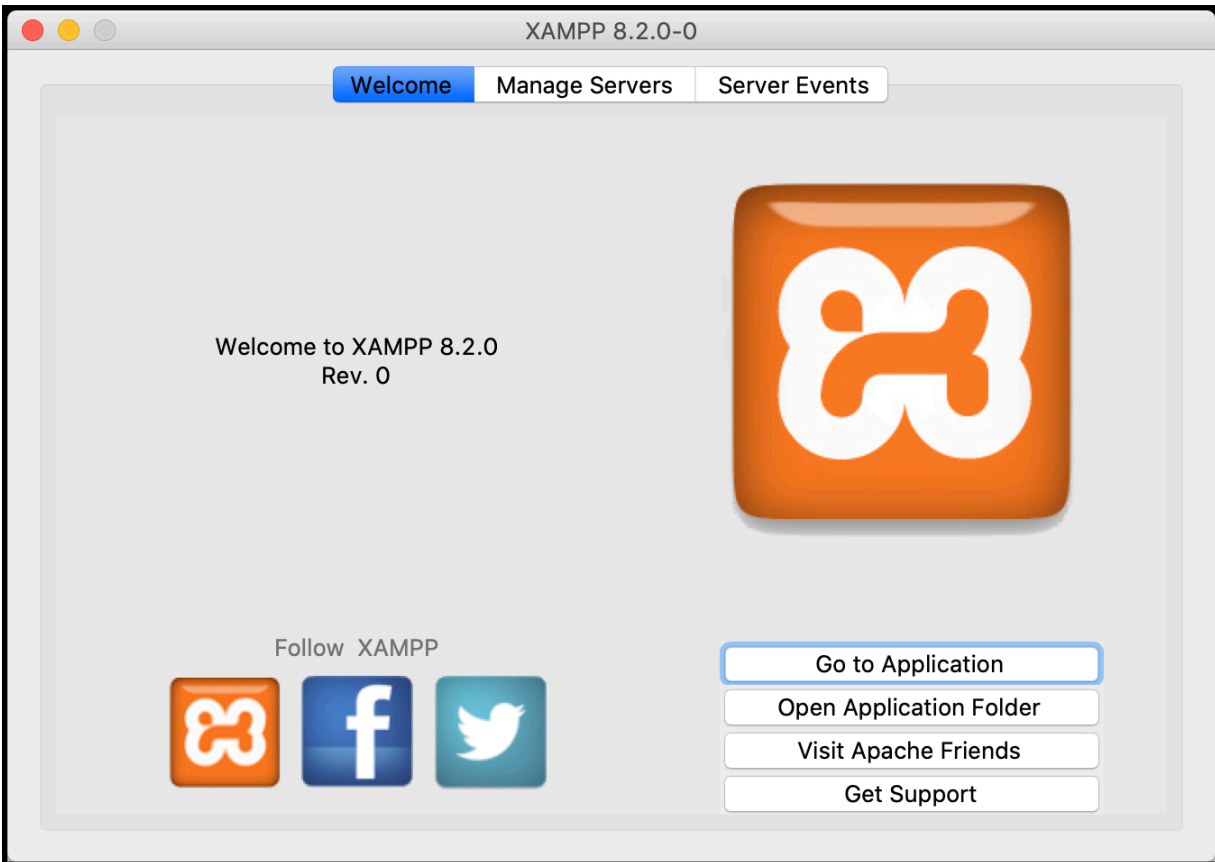 XAMPP 8.2.0-0
Welcome
Manage Servers
Server Events
Welcome to XAMPP 8.2.0
Rev. 0
Follow XAMPP
Go to Application
Open Application Folder
Visit Apache Friends
Get Support